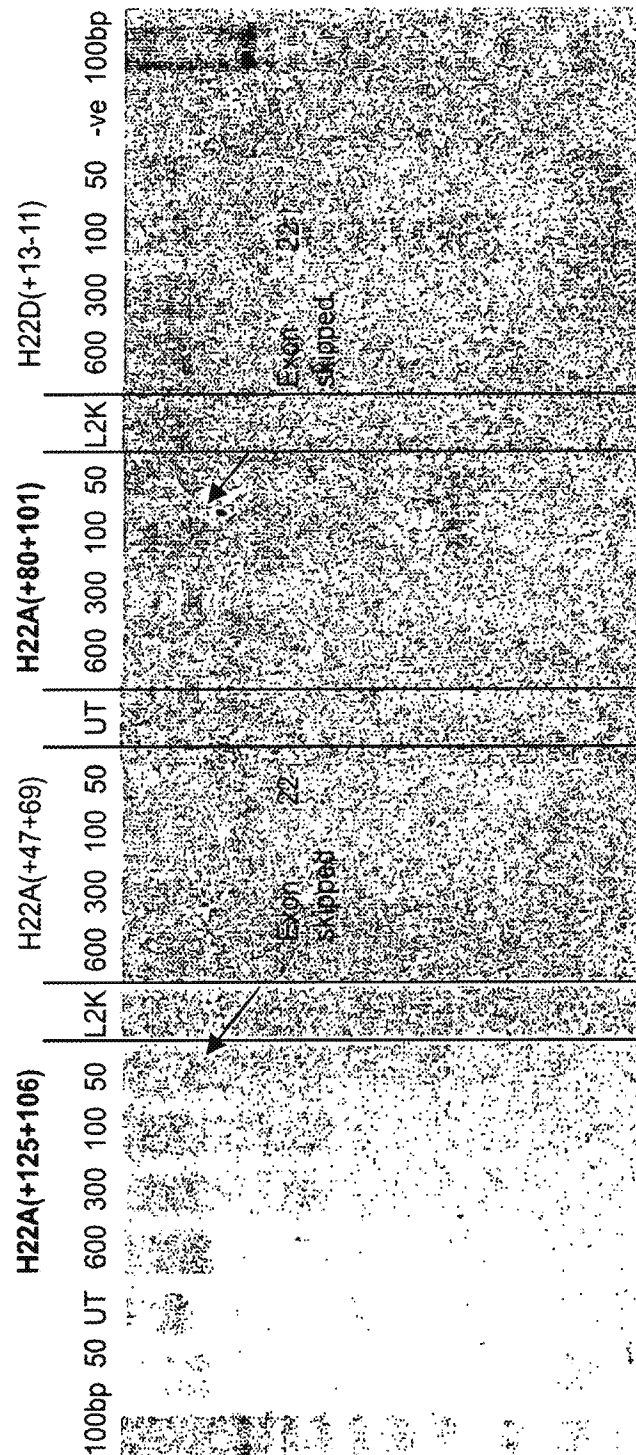 H22A(+125+106) H22A(+47+69) H22A(+80+101) H22D(+13-11)
100bp 50 UT 600 300 100 50 L2K 600 300 100 50 UT 600 300 100 50 L2K 600 300 100 50 -ve 100bp
Exon 22
skipped
Exon 22
skipped